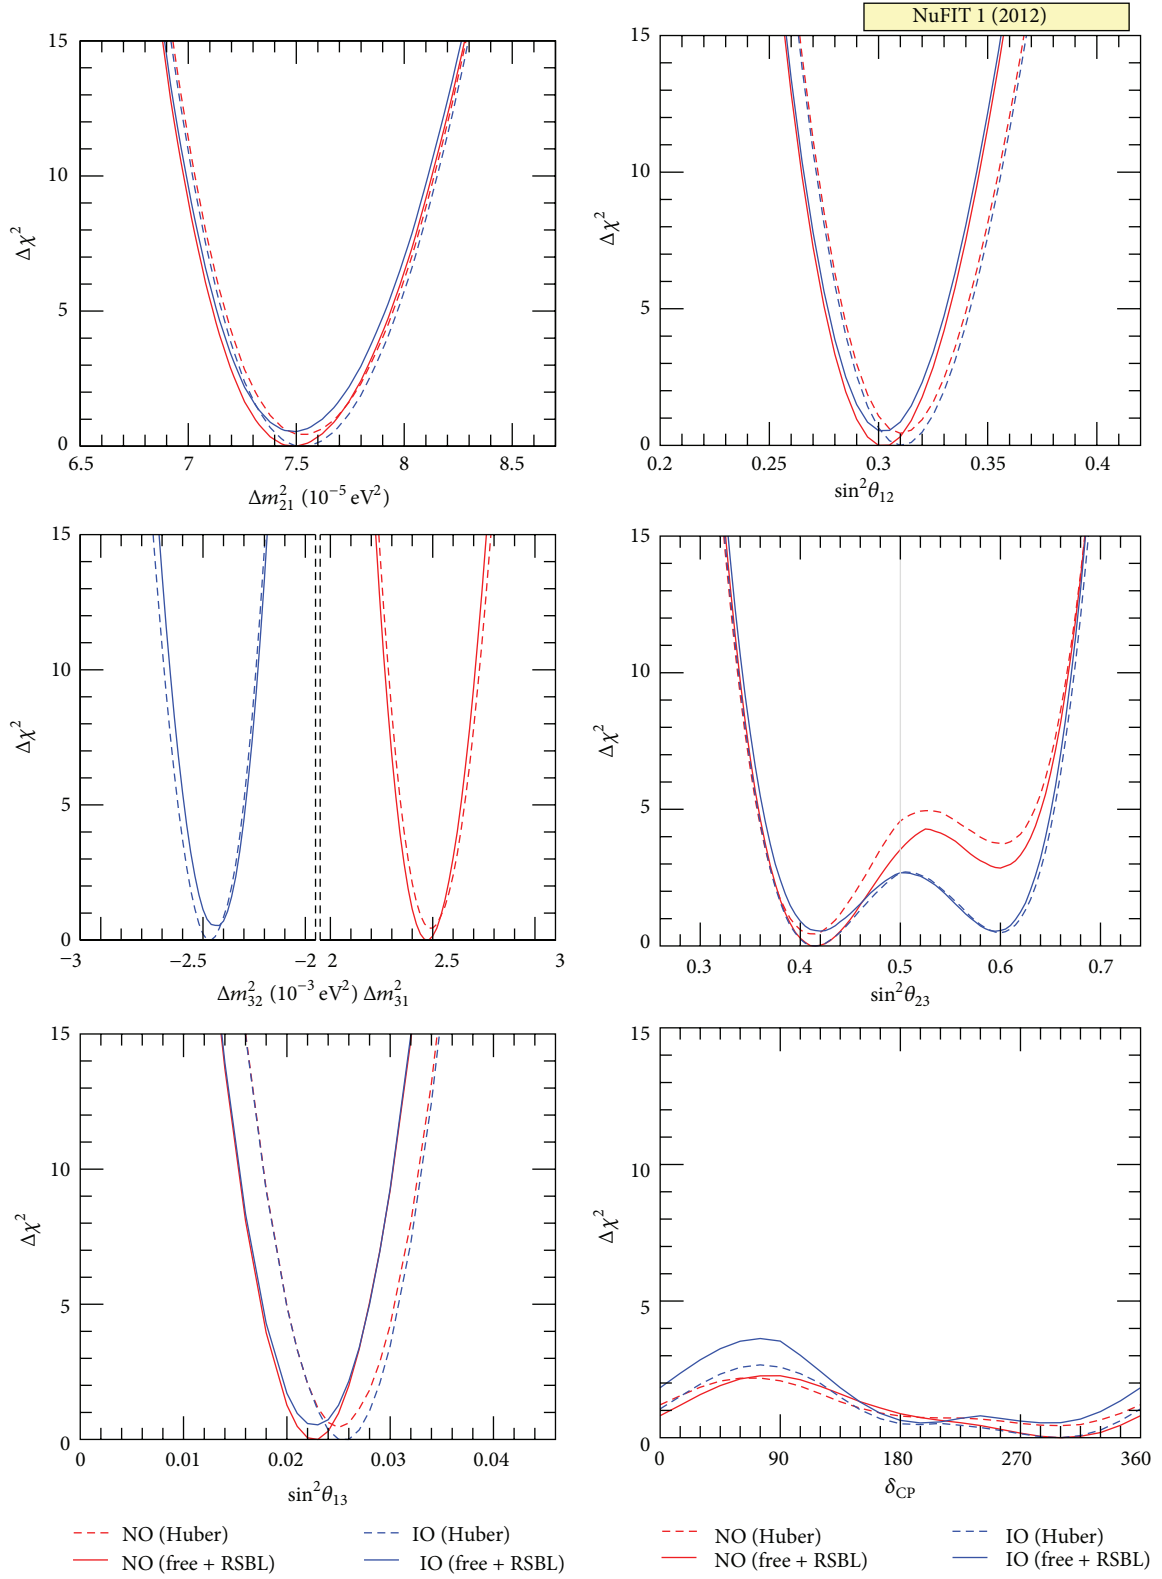 NuFIT 1 (2012)
15
10
5
0
Δχ²
6.5 7 7.5 8 8.5
Δm²₂₁ (10⁻⁵ eV²)
15
10
5
0
Δχ²
0.2 0.25 0.3 0.35 0.4
sin²θ₁₂
15
10
5
0
Δχ²
−3 −2.5 −2 2 2.5 3
Δm²₃₂ (10⁻³ eV²) Δm²₃₁
15
10
5
0
Δχ²
0.3 0.4 0.5 0.6 0.7
sin²θ₂₃
15
10
5
0
Δχ²
0 0.01 0.02 0.03 0.04
sin²θ₁₃
15
10
5
0
Δχ²
0 90 180 270 360
δCP
NO (Huber) IO (Huber)
NO (free + RSBL) IO (free + RSBL)
NO (Huber) IO (Huber)
NO (free + RSBL) IO (free + RSBL)